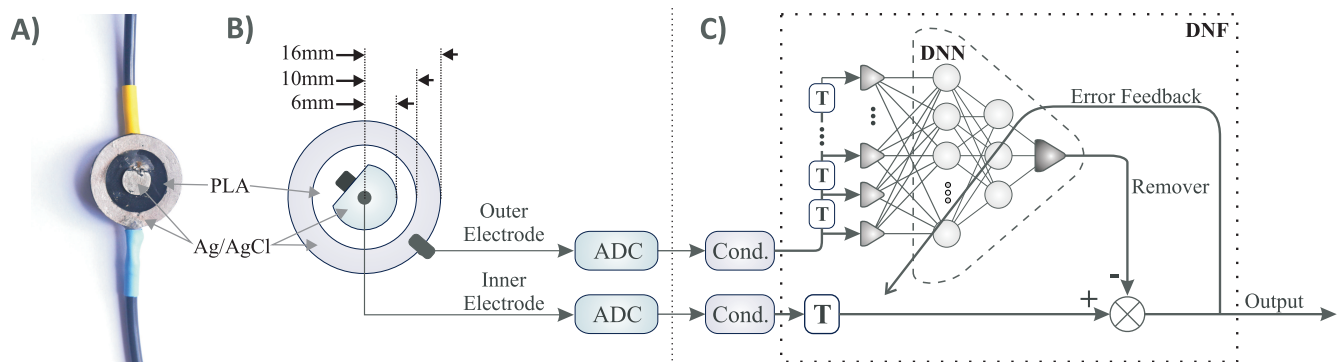 A)
B)
C)
16mm
10mm
6mm
PLA
Ag/AgCl
Outer
Electrode
Inner
Electrode
ADC
ADC
Cond.
Cond.
DNF
DNN
T
T
T
T
Error Feedback
Remover
-
+
Output